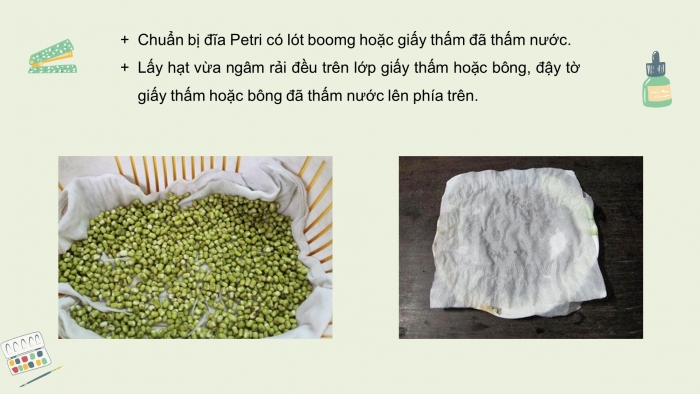 + Chuẩn bị đĩa Petri có lót boomg hoặc giấy thấm đã thấm nước.
+ Lấy hạt vừa ngâm rải đều trên lớp giấy thấm hoặc bông, đậy tờ
giấy thấm hoặc bông đã thấm nước lên phía trên.